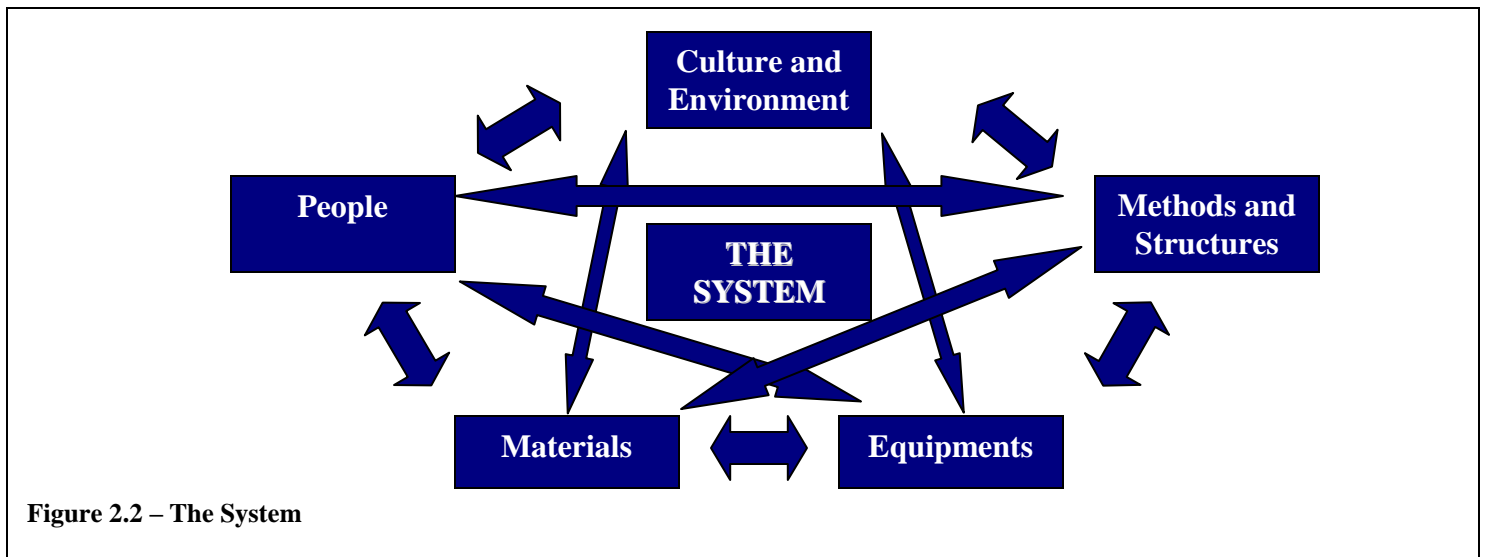 Culture and
Environment
People
Methods and
Structures
THE
SYSTEM
Materials
Equipments
Figure 2.2 – The System